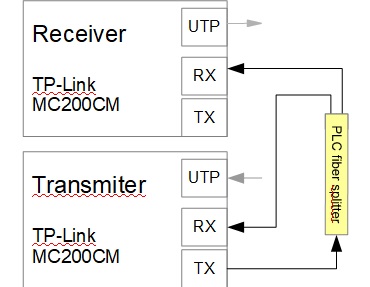 Receiver
UTP
RX
TX
TP-Link
MC200CM
Transmiter
UTP
RX
TX
TP-Link
MC200CM
PLC fiber splitter